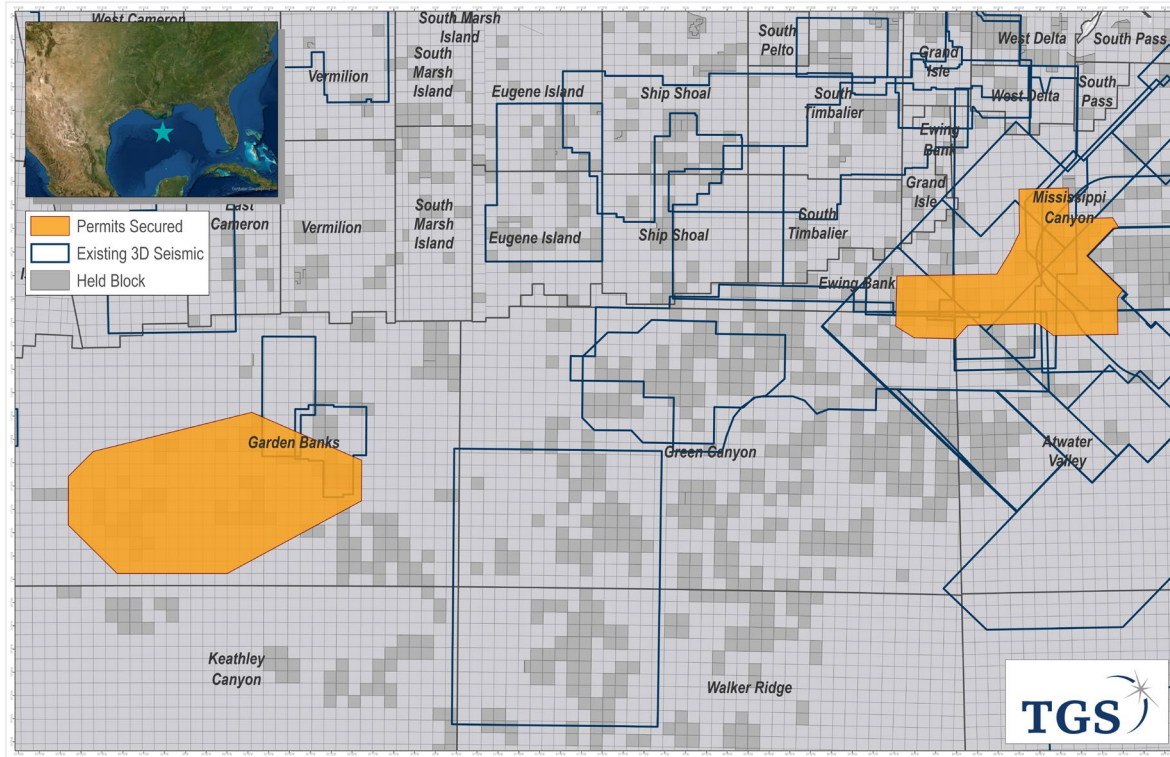 West Cameron
South Marsh
Island
South
Marsh
Island
Vermilion
Eugene Island
Ship Shoal
South
Pelto
South
Timbalier
Grand
Isle
West Delta
South Pass
West Delta
South
Pass
Ewing
Bank
Grand
Isle
Mississippi
Canyon
East
Cameron
Vermilion
South
Marsh
Island
Eugene Island
Ship Shoal
South
Timbalier
Ewing Bank
Permits Secured
Existing 3D Seismic
Held Block
Garden Banks
Green Canyon
Atwater
Valley
Keathley
Canyon
Walker Ridge
TGS